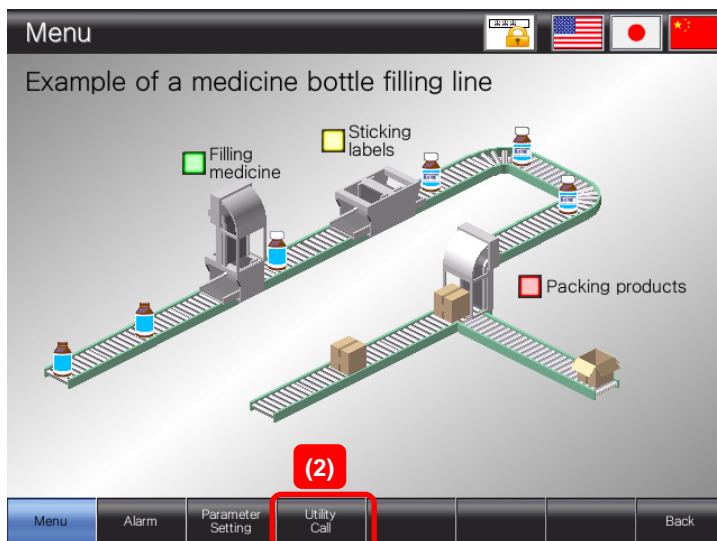 Menu
***
Example of a medicine bottle filling line
Sticking
labels
Filling
medicine
Packing products
(2)
Menu
Alarm
Parameter
Setting
Utility
Call
Back